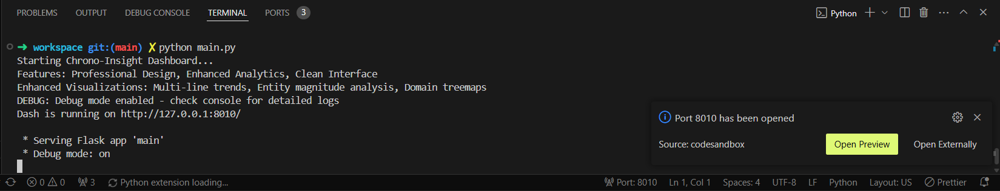 PROBLEMS OUTPUT DEBUG CONSOLE TERMINAL PORTS 3 Python
→ workspace git:(main) ✗ python main.py
Starting Chrono-Insight Dashboard...
Features: Professional Design, Enhanced Analytics, Clean Interface
Enhanced Visualizations: Multi-line trends, Entity magnitude analysis, Domain treemaps
DEBUG: Debug mode enabled - check console for detailed logs
Dash is running on http://127.0.0.1:8010/
* Serving Flask app 'main'
* Debug mode: on
Port 8010 has been opened
Source: codesandbox Open Preview Open Externally
0 0 3 Python extension loading... Port: 8010 Ln 1, Col 1 Spaces: 4 UTF-8 LF Python Layout: US Prettier